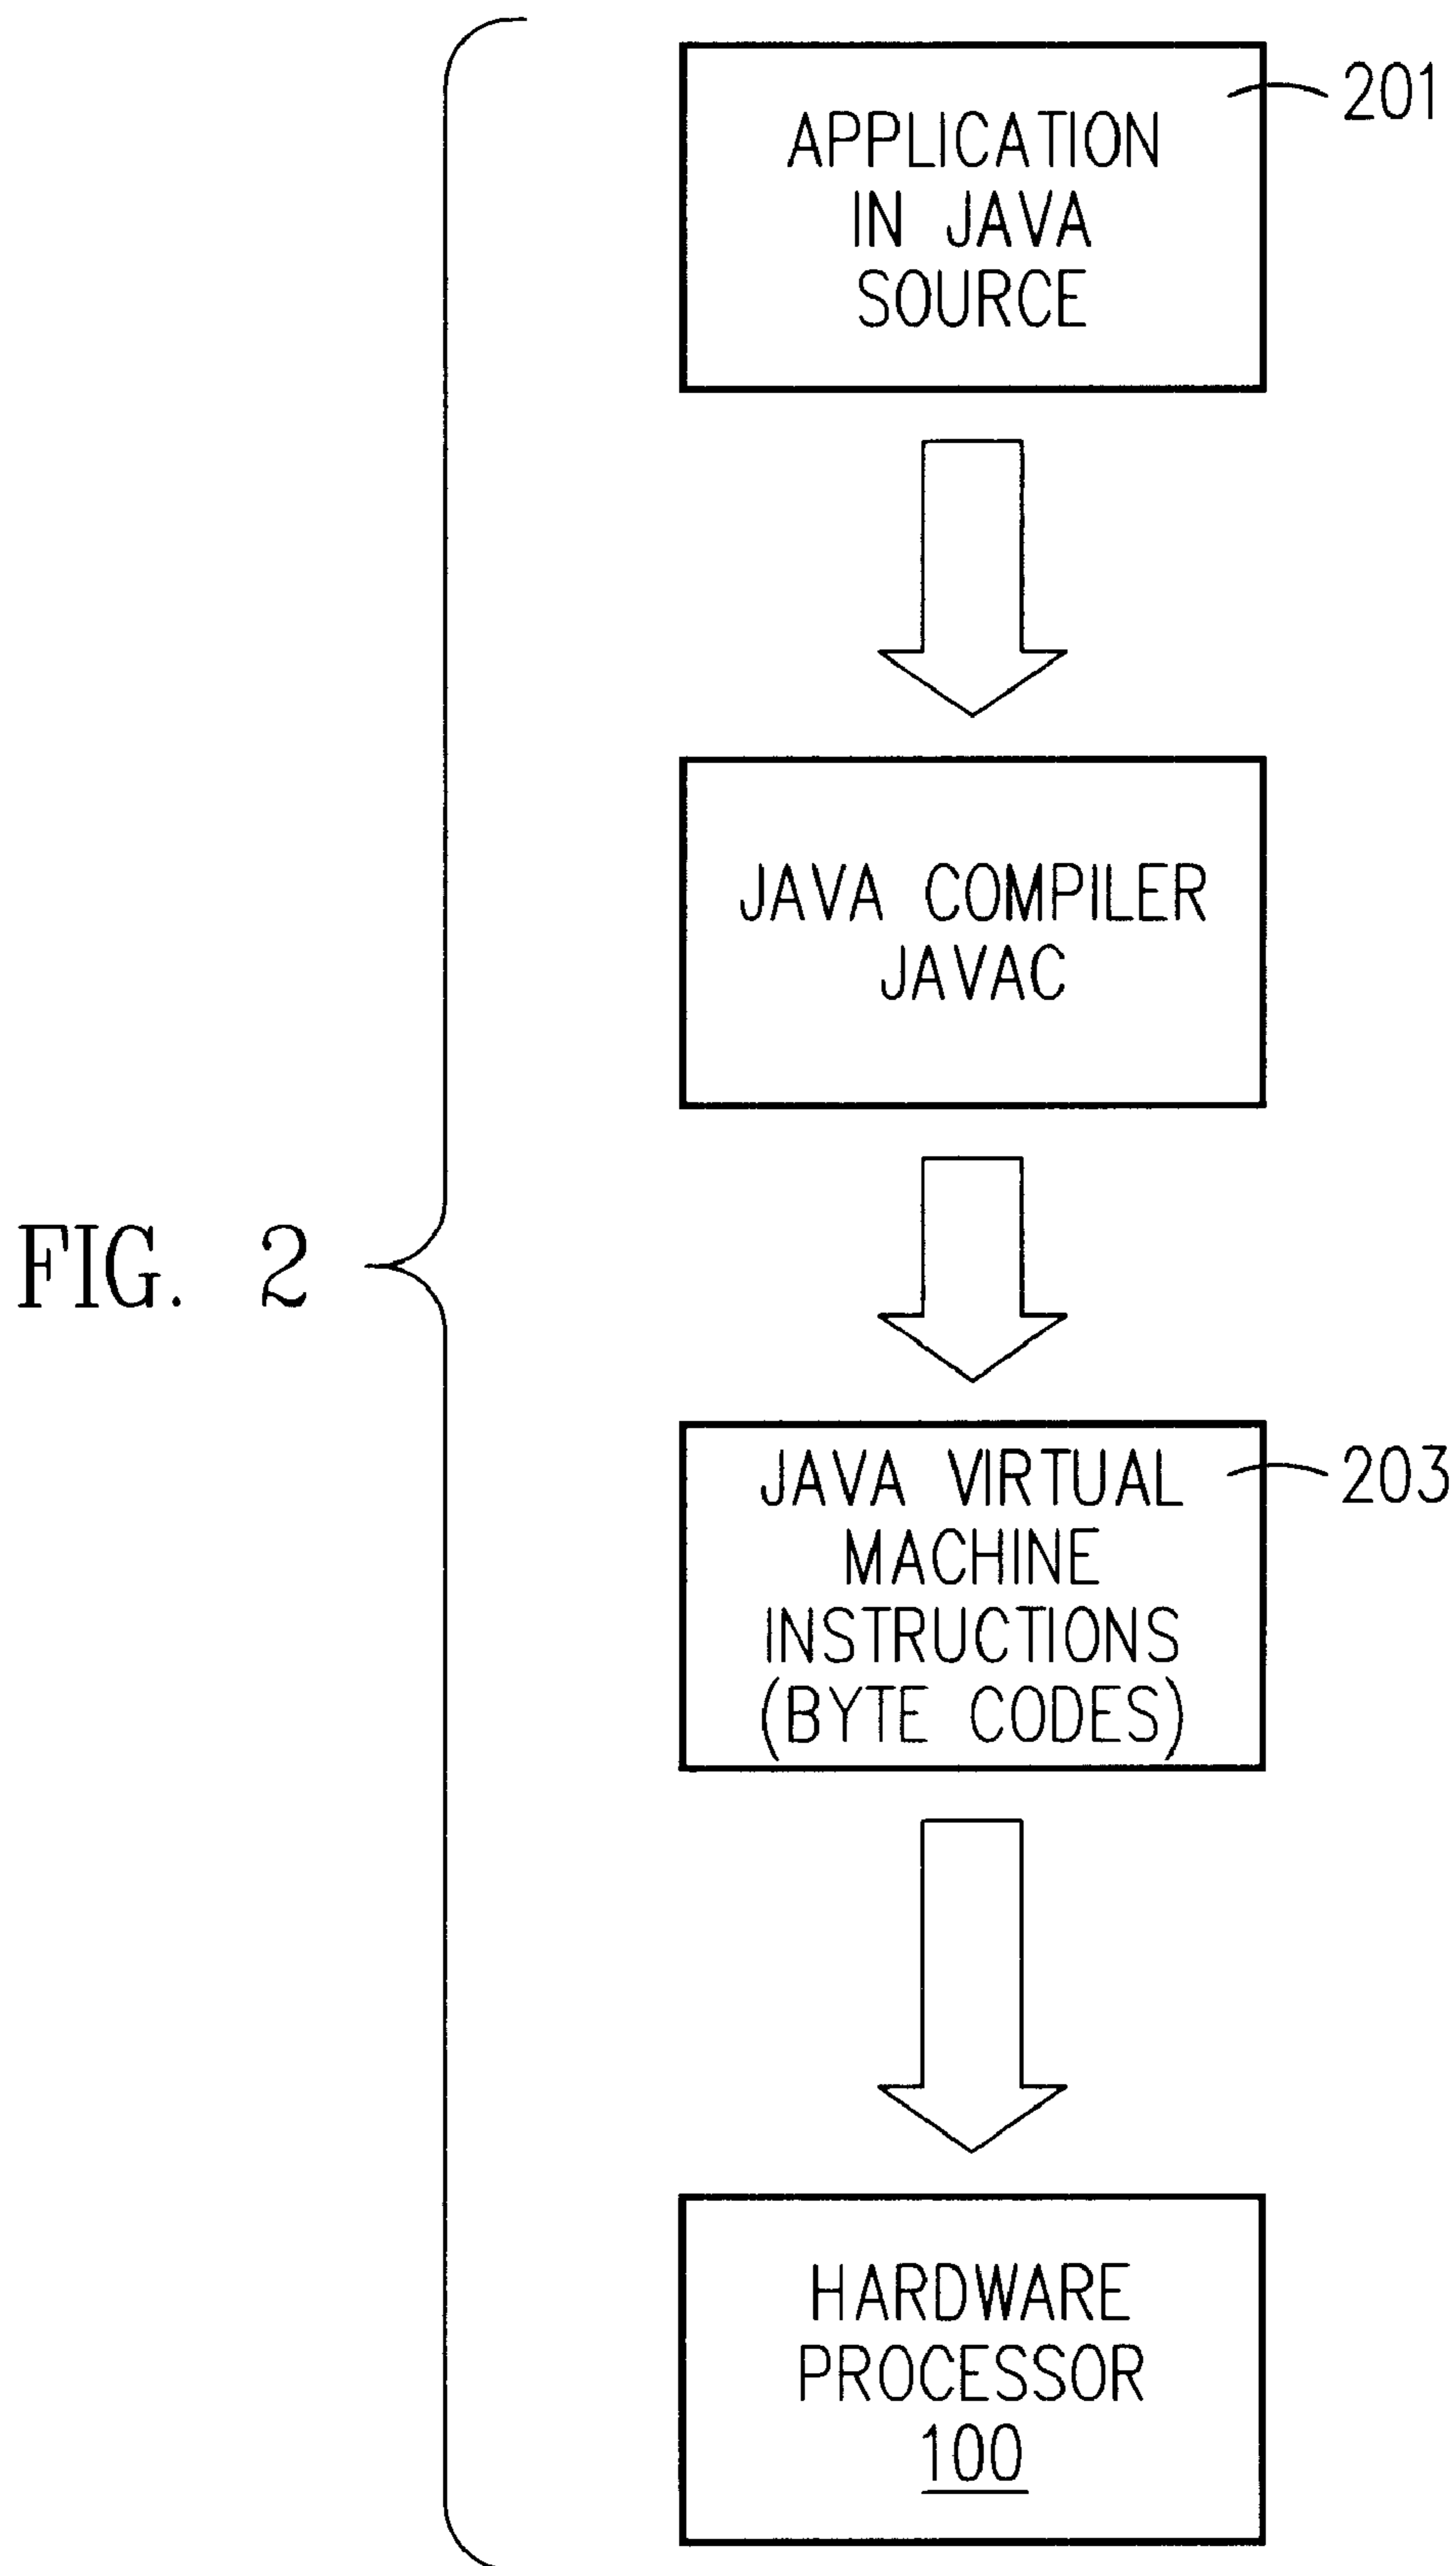 APPLICATION
IN JAVA
SOURCE
201
JAVA COMPILER
JAVAC
FIG. 2
JAVA VIRTUAL
MACHINE
INSTRUCTIONS
(BYTE CODES)
203
HARDWARE
PROCESSOR
100